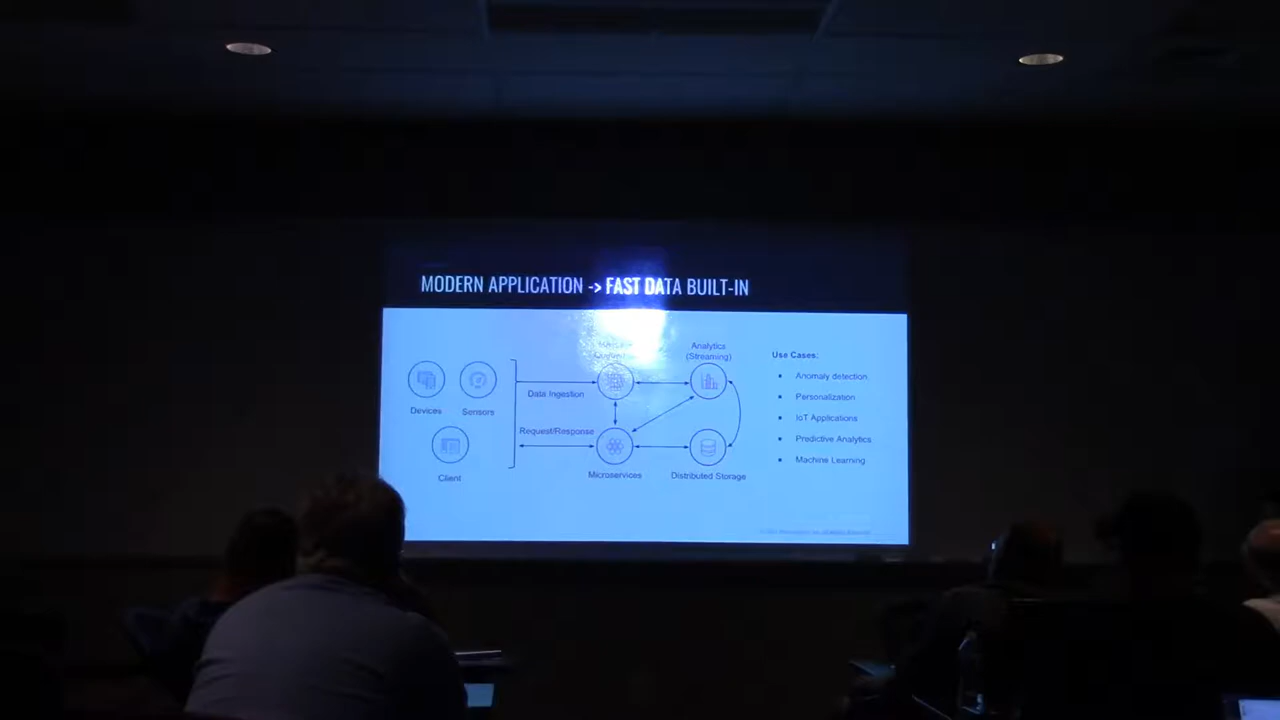 MODERN APPLICATION -> FAST DATA BUILT-IN
Analytics
(Streaming)
Use Cases:
Anomaly detection
Personalization
IoT Applications
Predictive Analytics
Machine Learning
Devices
Sensors
Data Ingestion
Request/Response
Client
Microservices
Distributed Storage